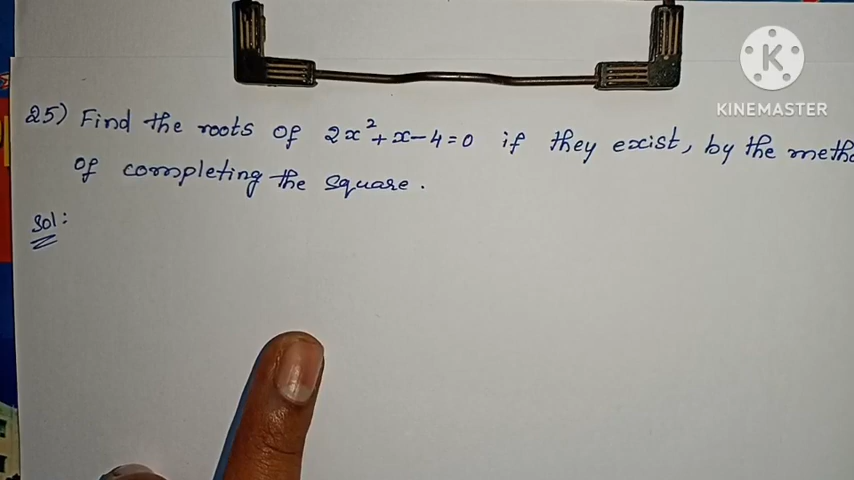 K
KINEMASTER
25) Find the roots of 2x²+x-4=0 if they exist, by the
of completing the square.
Sol: